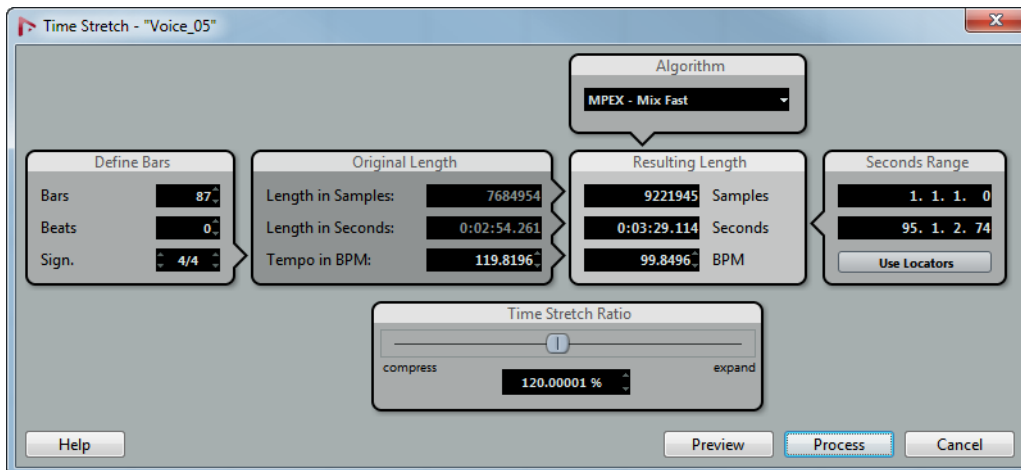 Time Stretch - "Voice_05"
Algorithm
MPEX - Mix Fast
Define Bars
Bars 87
Beats 0
Sign. 4/4
Original Length
Length in Samples: 7684954
Length in Seconds: 0:02:54.261
Tempo in BPM: 119.8196
Resulting Length
9221945 Samples
0:03:29.114 Seconds
99.8496 BPM
Seconds Range
1. 1. 1. 0
95. 1. 2. 74
Use Locators
Time Stretch Ratio
compress expand
120.00001 %
Help Preview Process Cancel